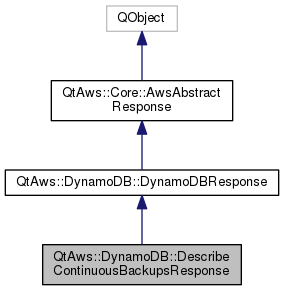 QObject
QtAws::Core::AwsAbstract
Response
QtAws::DynamoDB::DynamoDBResponse
QtAws::DynamoDB::Describe
ContinuousBackupsResponse